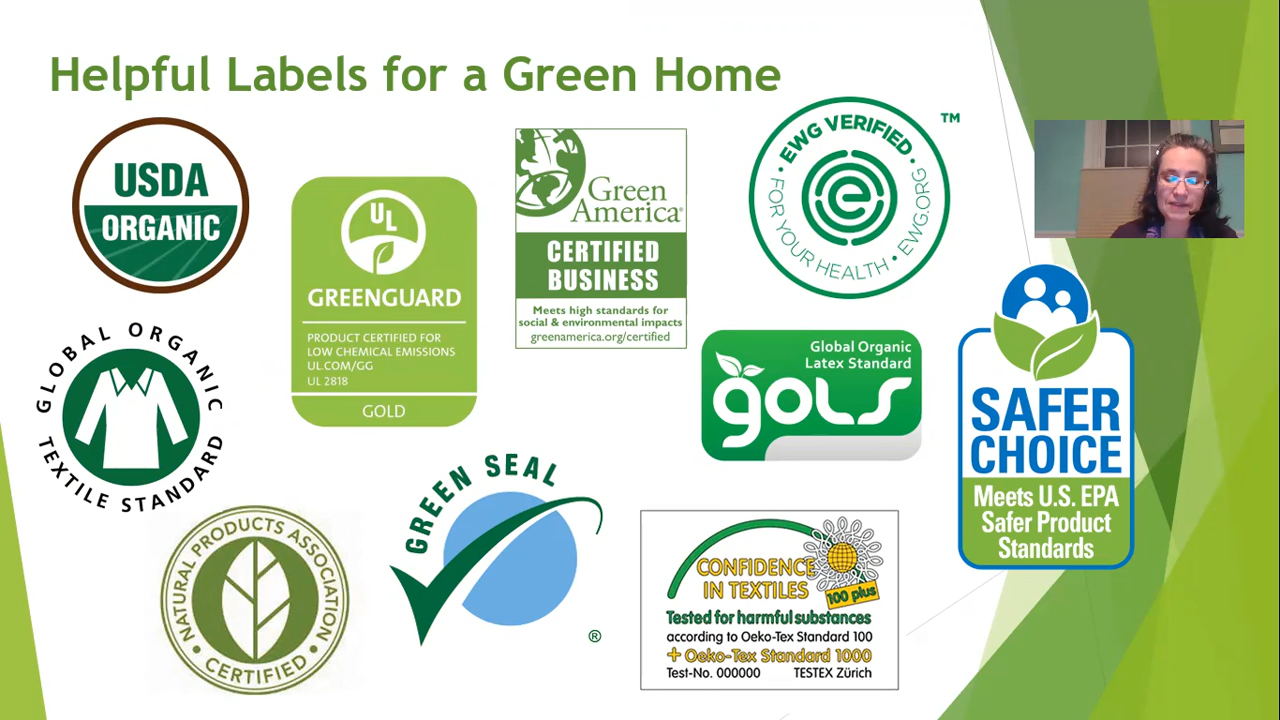 Helpful Labels for a Green Home
USDA
ORGANIC
UL
GREENGUARD
PRODUCT CERTIFIED FOR
LOW CHEMICAL EMISSIONS
UL.COM/GG
UL 2818
GOLD
Green
America®
CERTIFIED
BUSINESS
Meets high standards for
social & environmental impacts
greenamerica.org/certified
EWG VERIFIED
• FOR YOUR HEALTH • EWG.ORG •
TM
GLOBAL ORGANIC
TEXTILE STANDARD
Global Organic
Latex Standard
gOLS
SAFER
CHOICE
Meets U.S. EPA
Safer Product
Standards
NATURAL PRODUCTS ASSOCIATION
• CERTIFIED •
GREEN SEAL
®
CONFIDENCE
IN TEXTILES
100 plus
Tested for harmful substances
according to Oeko-Tex Standard 100
+ Oeko-Tex Standard 1000
Test-No. 000000 TESTEX Zürich